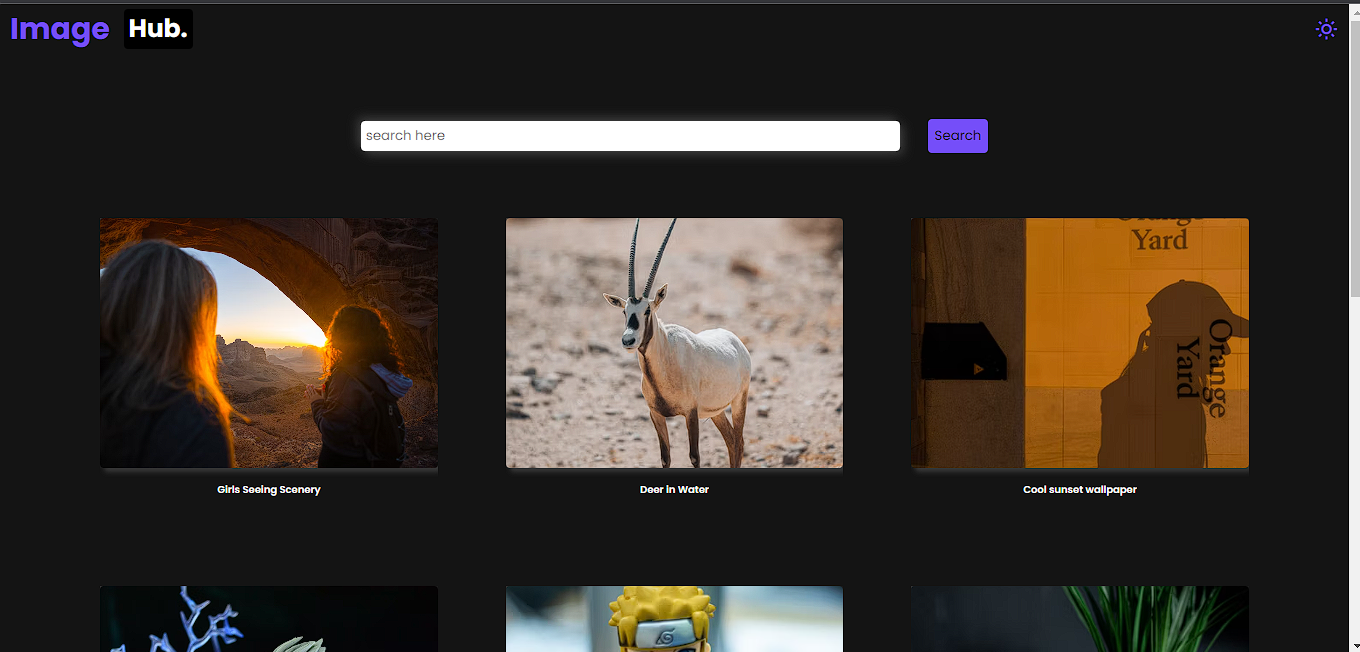 Image Hub.
search here Search
Orange
Yard
Orange
Yard
Girls Seeing Scenery Deer in Water Cool sunset wallpaper